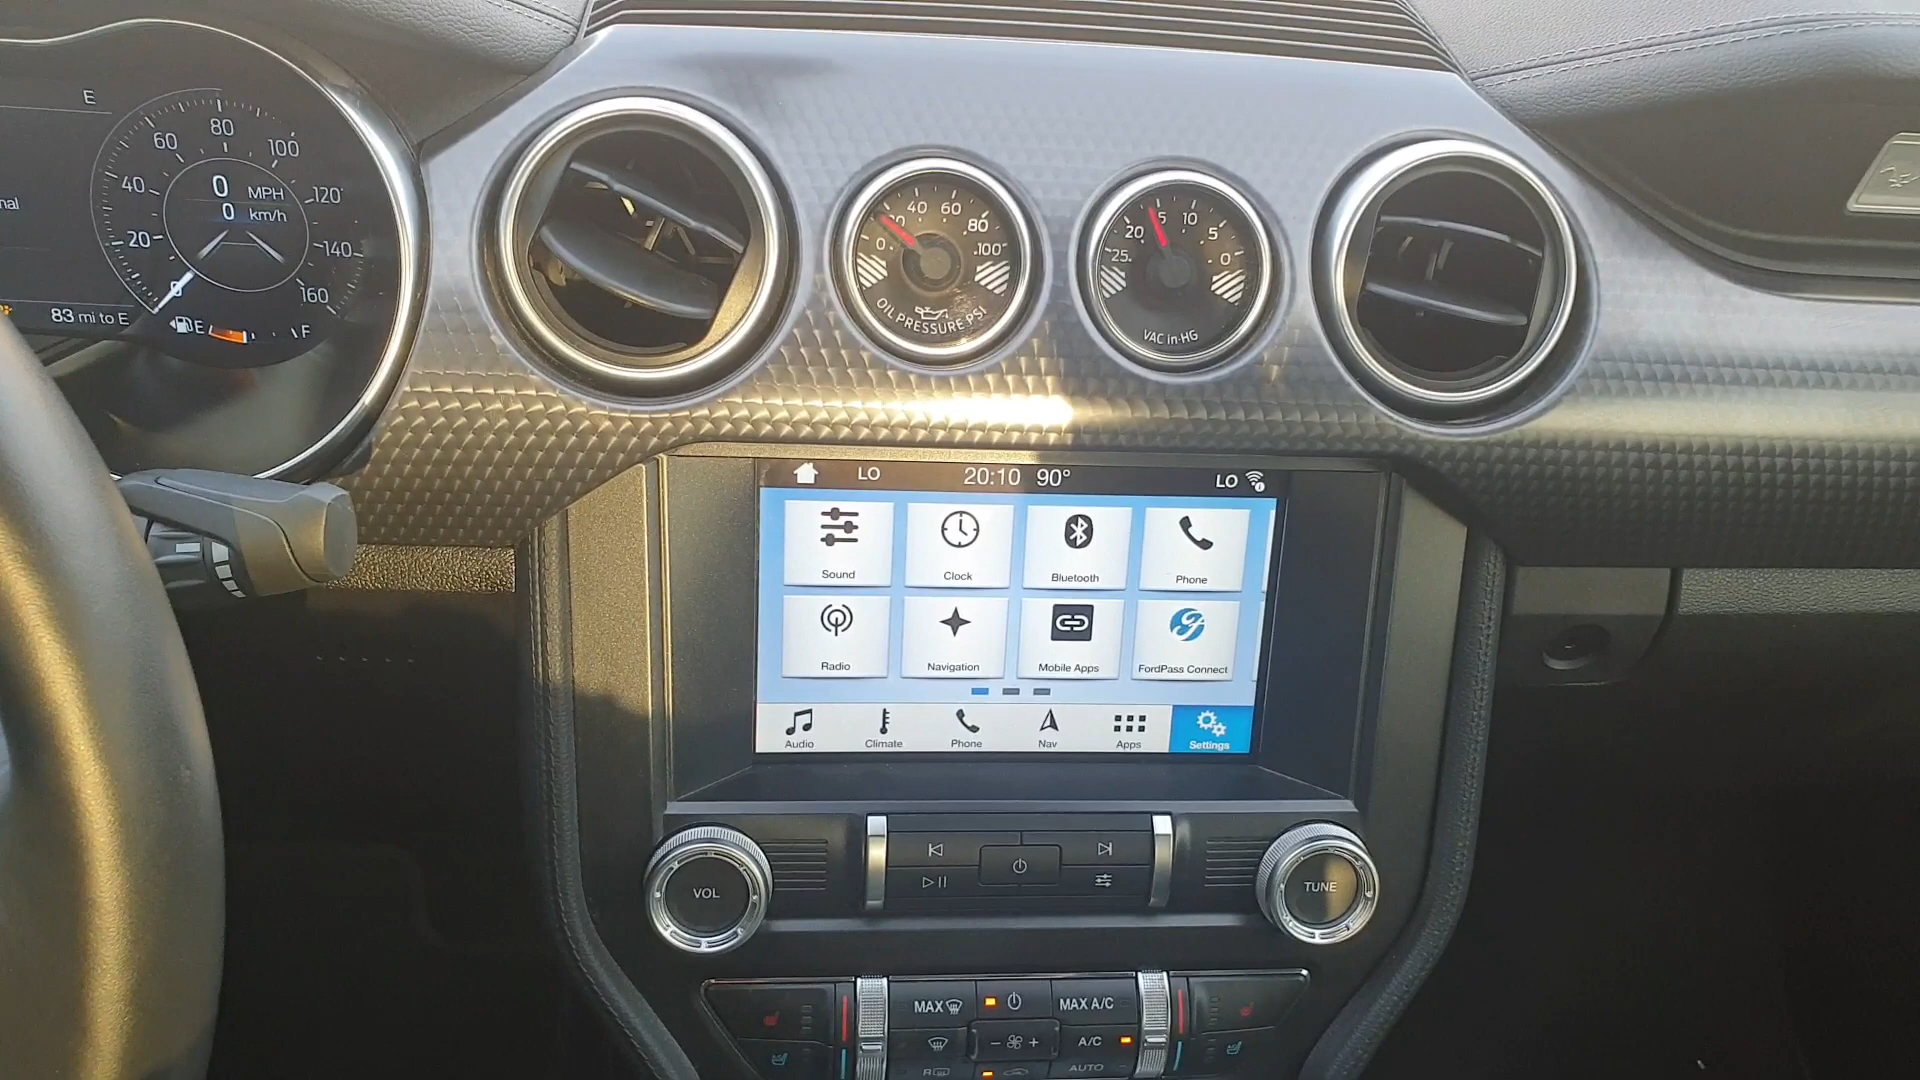 E
60 80 100
40 0 MPH 120
0 km/h
20 140
160
nal
83 mi to E
E F
40 60
80
0 100
OIL PRESSURE PSI
15 10
20 5
25 0
VAC in-HG
LO 20:10 90° LO
Sound Clock Bluetooth Phone
Radio Navigation Mobile Apps FordPass Connect
Audio Climate Phone Nav Apps Settings
VOL TUNE
MAX MAX A/C
A/C
R AUTO